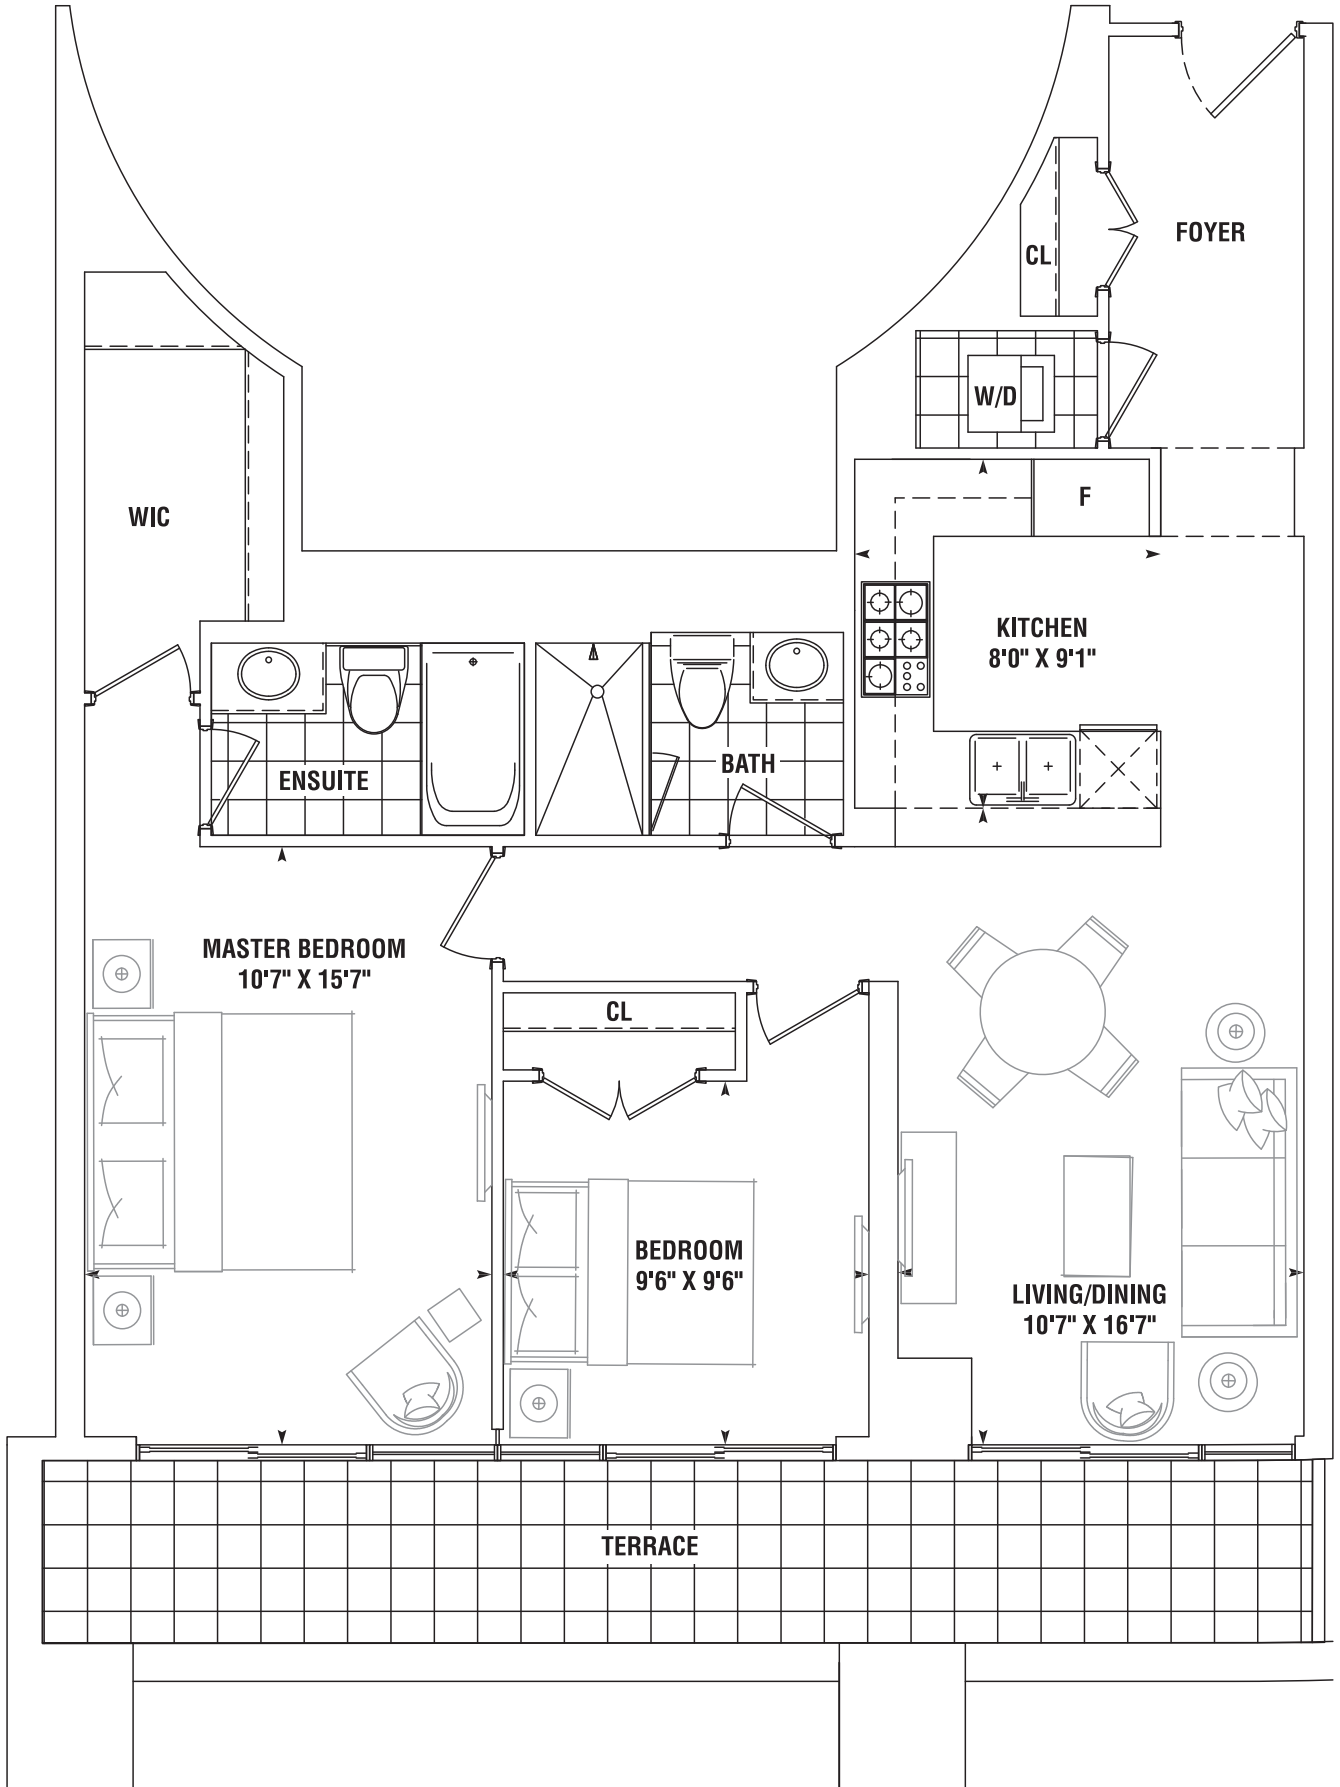 FOYER
CL
W/D
F
WIC
KITCHEN
8'0" X 9'1"
ENSUITE
BATH
MASTER BEDROOM
10'7" X 15'7"
CL
BEDROOM
9'6" X 9'6"
LIVING/DINING
10'7" X 16'7"
TERRACE